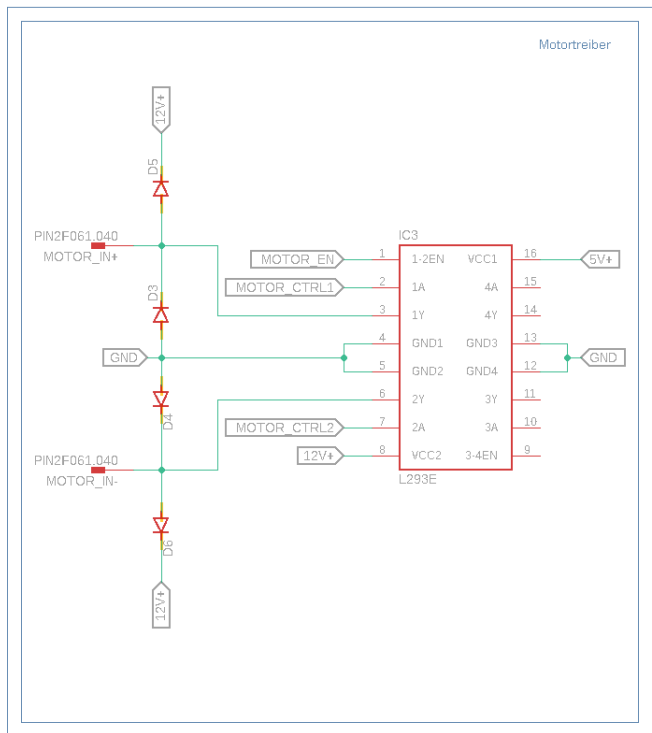 Motortreiber
12V+
D5
PIN2F061.040
MOTOR_IN+
D3
GND
D4
PIN2F061.040
MOTOR_IN-
D6
12V+
IC3
MOTOR_EN 1 1-2EN VCC1 16 5V+
MOTOR_CTRL1 2 1A 4A 15
3 1Y 4Y 14
4 GND1 GND3 13
5 GND2 GND4 12 GND
6 2Y 3Y 11
MOTOR_CTRL2 7 2A 3A 10
12V+ 8 VCC2 3-4EN 9
L293E